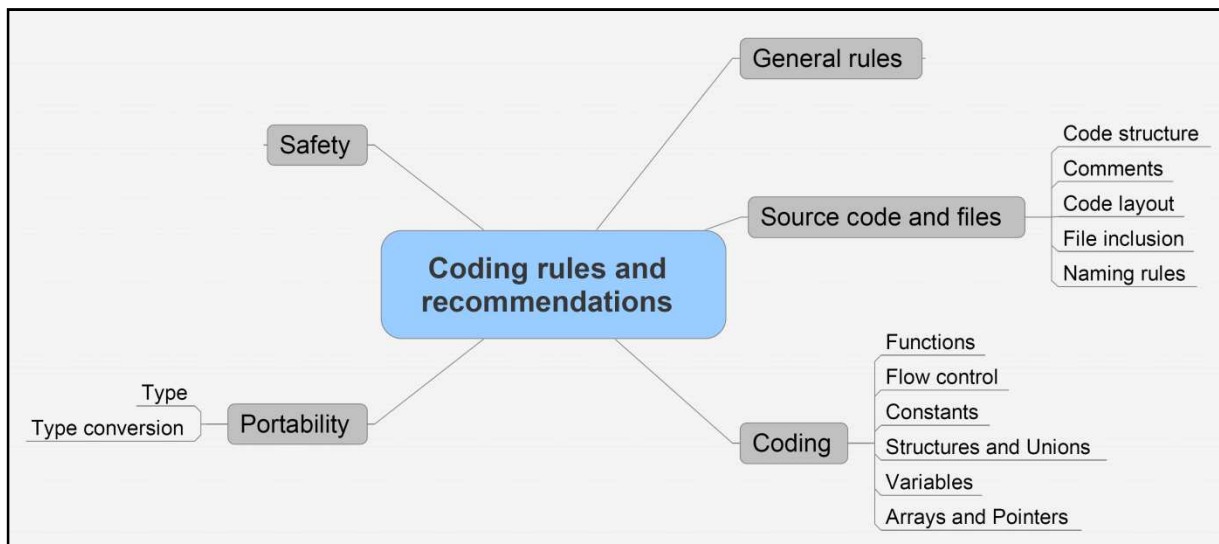 General rules
Safety
Code structure
Comments
Source code and files
Code layout
File inclusion
Naming rules
Coding rules and
recommendations
Functions
Flow control
Constants
Coding
Structures and Unions
Variables
Arrays and Pointers
Type
Type conversion
Portability